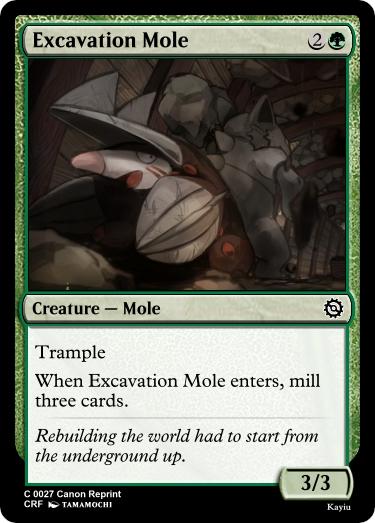 Excavation Mole 2
Creature — Mole
Trample
When Excavation Mole enters, mill
three cards.
Rebuilding the world had to start from
the underground up.
3/3
C 0027 Canon Reprint
CRF TAMAMOCHI
Kayiu